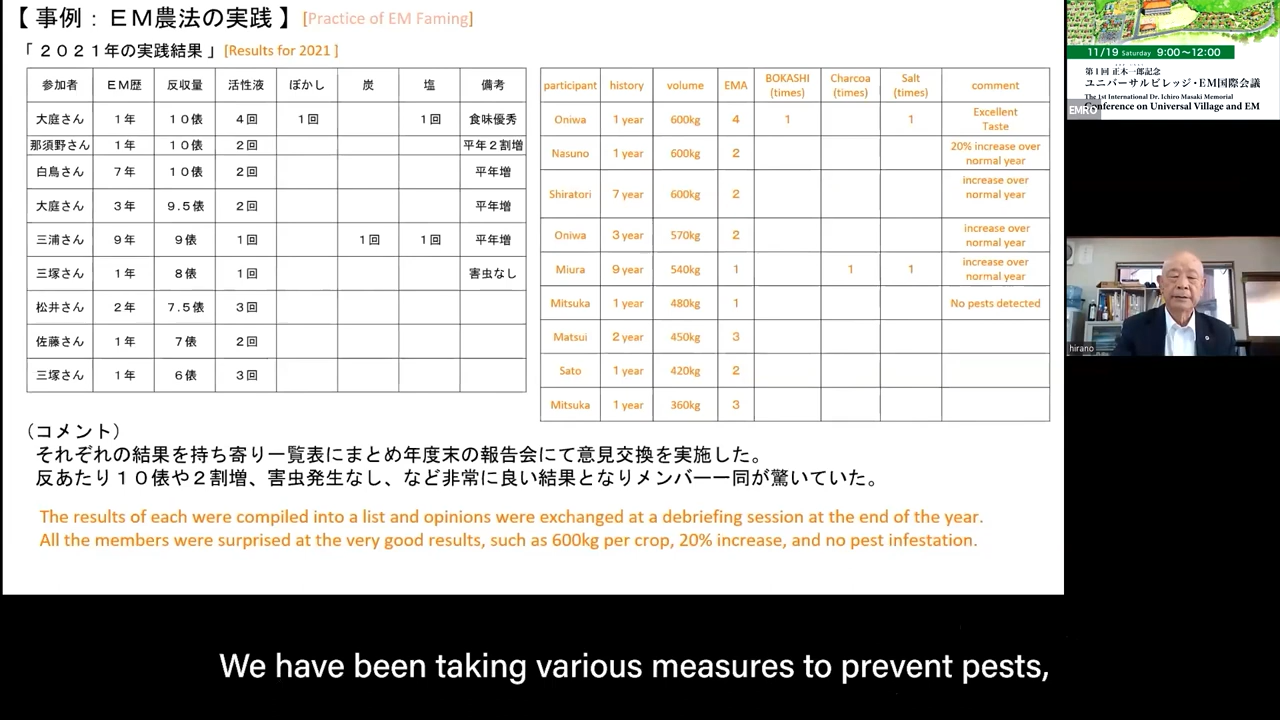 【 事例： ＥＭ農法の実践 】 [Practice of EM Faming]
「 ２０２１年の実践結果 」 [Results for 2021 ]
参加者 ＥＭ歴 反収量 活性液 ぼかし 炭 塩 備考
大庭さん １年 １０俵 ４回 １回 １回 食味優秀
那須野さん １年 １０俵 ２回 平年２割増
白鳥さん ７年 １０俵 ２回 平年増
大庭さん ３年 ９.５俵 ２回 平年増
三浦さん ９年 ９俵 １回 １回 １回 平年増
三塚さん １年 ８俵 １回 害虫なし
松井さん ２年 ７.５俵 ３回
佐藤さん １年 ７俵 ２回
三塚さん １年 ６俵 ３回
participant history volume EMA BOKASHI (times) Charcoa (times) Salt (times) comment
Oniwa 1 year 600kg 4 1 1 Excellent Taste
Nasuno 1 year 600kg 2 20% increase over normal year
Shiratori 7 year 600kg 2 increase over normal year
Oniwa 3 year 570kg 2 increase over normal year
Miura 9 year 540kg 1 1 1 increase over normal year
Mitsuka 1 year 480kg 1 No pests detected
Matsui 2 year 450kg 3
Sato 1 year 420kg 2
Mitsuka 1 year 360kg 3
（コメント）
それぞれの結果を持ち寄り一覧表にまとめ年度末の報告会にて意見交換を実施した。
反あたり１０俵や２割増、害虫発生なし、など非常に良い結果となりメンバー一同が驚いていた。
The results of each were compiled into a list and opinions were exchanged at a debriefing session at the end of the year.
All the members were surprised at the very good results, such as 600kg per crop, 20% increase, and no pest infestation.
11/19 Saturday 9:00～12:00
第１回 正木一郎記念
ユニバーサルビレッジ・EM国際会議
The 1st International Dr. Ichiro Masaki Memorial
Conference on Universal Village and EM
EMRO
hirano
We have been taking various measures to prevent pests,